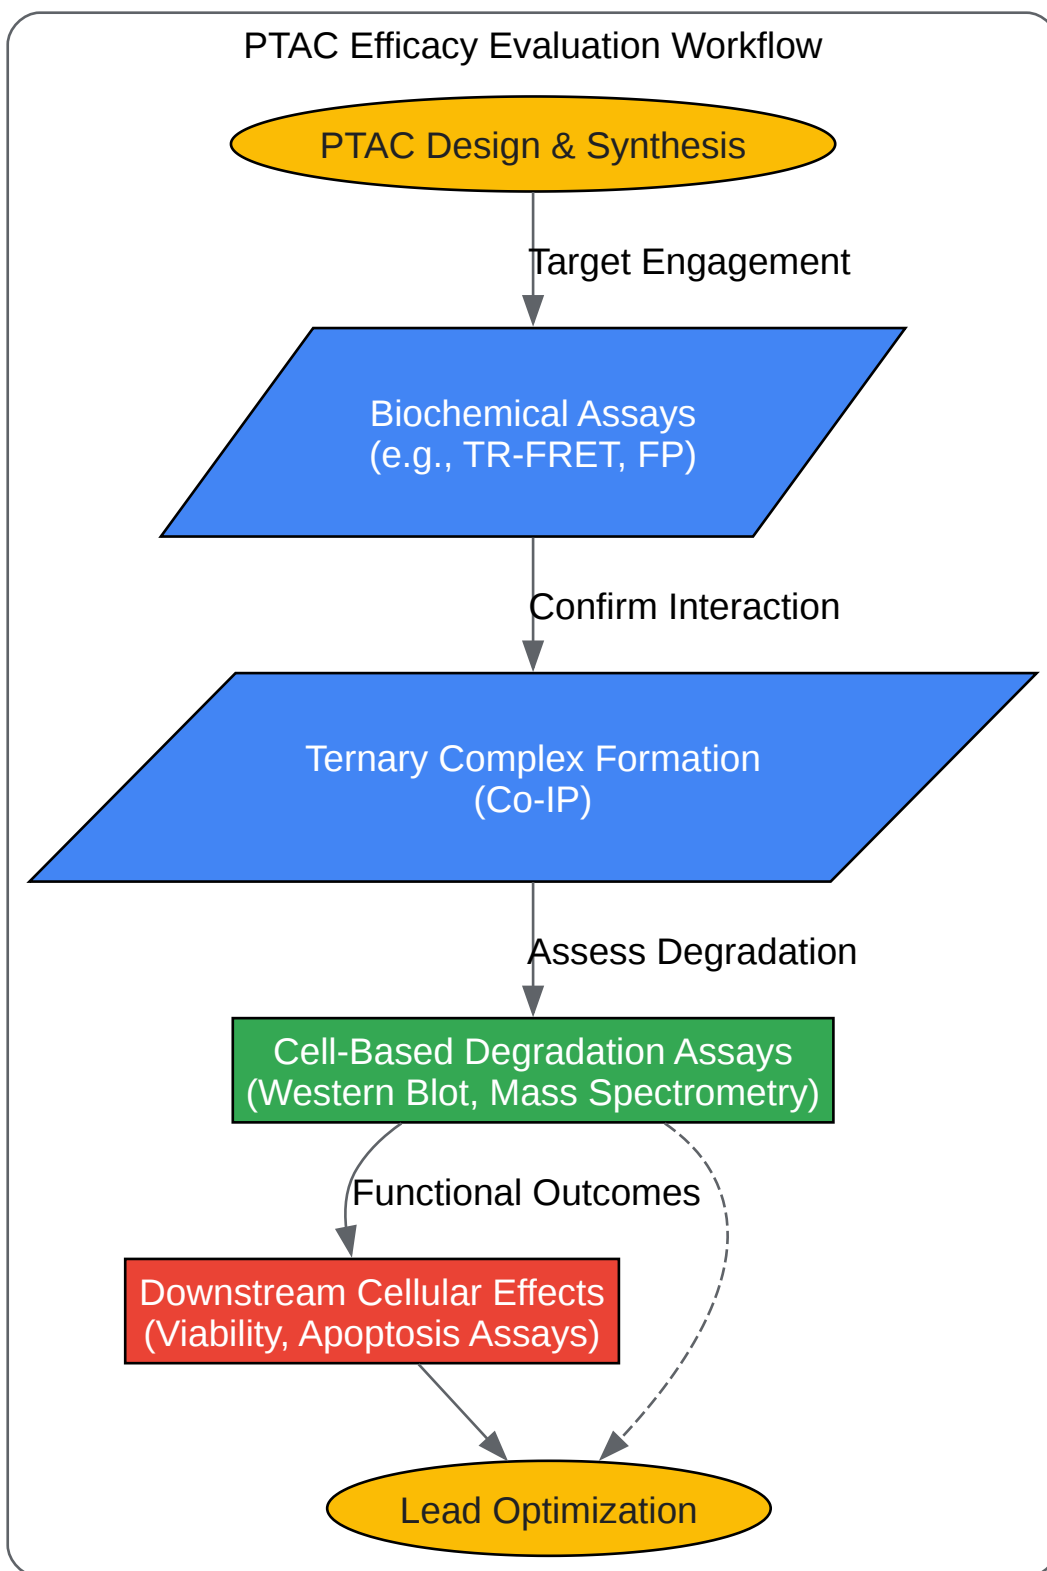 PTAC Efficacy Evaluation Workflow
PTAC Design & Synthesis
Target Engagement
Biochemical Assays
(e.g., TR-FRET, FP)
Confirm Interaction
Ternary Complex Formation
(Co-IP)
Assess Degradation
Cell-Based Degradation Assays
(Western Blot, Mass Spectrometry)
Functional Outcomes
Downstream Cellular Effects
(Viability, Apoptosis Assays)
Lead Optimization